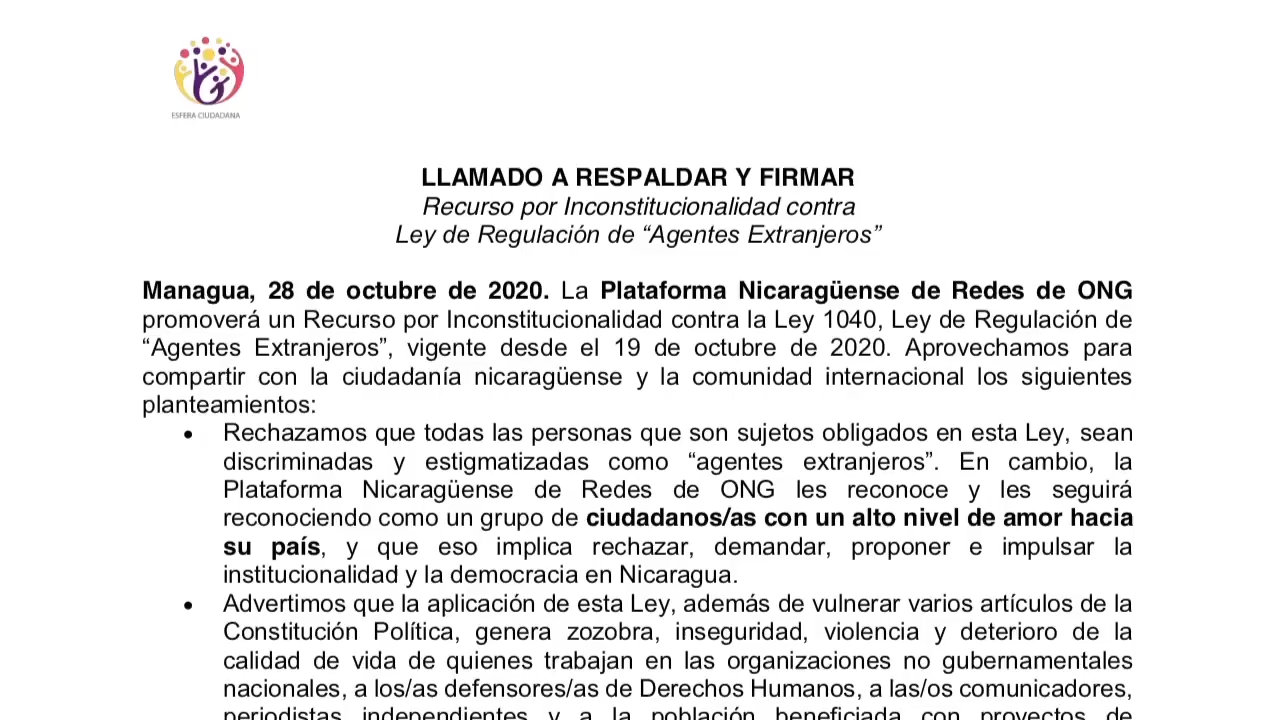 ESFERA CIUDADANA
LLAMADO A RESPALDAR Y FIRMAR
Recurso por Inconstitucionalidad contra
Ley de Regulación de “Agentes Extranjeros”
Managua, 28 de octubre de 2020. La Plataforma Nicaragüense de Redes de ONG
promoverá un Recurso por Inconstitucionalidad contra la Ley 1040, Ley de Regulación de
“Agentes Extranjeros”, vigente desde el 19 de octubre de 2020. Aprovechamos para
compartir con la ciudadanía nicaragüense y la comunidad internacional los siguientes
planteamientos:
• Rechazamos que todas las personas que son sujetos obligados en esta Ley, sean
discriminadas y estigmatizadas como “agentes extranjeros”. En cambio, la
Plataforma Nicaragüense de Redes de ONG les reconoce y les seguirá
reconociendo como un grupo de ciudadanos/as con un alto nivel de amor hacia
su país, y que eso implica rechazar, demandar, proponer e impulsar la
institucionalidad y la democracia en Nicaragua.
• Advertimos que la aplicación de esta Ley, además de vulnerar varios artículos de la
Constitución Política, genera zozobra, inseguridad, violencia y deterioro de la
calidad de vida de quienes trabajan en las organizaciones no gubernamentales
nacionales, a los/as defensores/as de Derechos Humanos, a las/os comunicadores,
periodistas independientes y a la población beneficiada con proyectos de